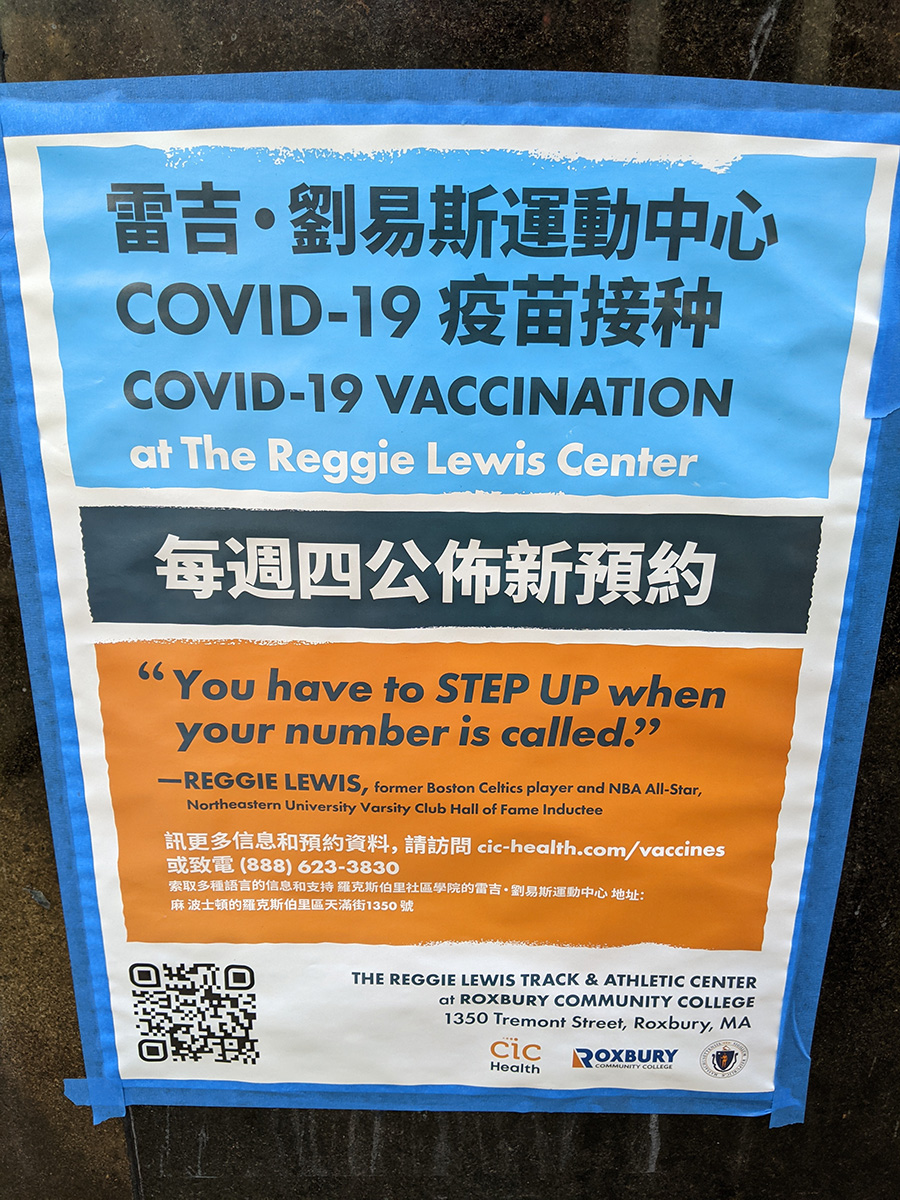 雷吉·劉易斯運動中心
COVID-19 疫苗接种
COVID-19 VACCINATION
at The Reggie Lewis Center
每週四公佈新預約
“You have to STEP UP when
your number is called.”
—REGGIE LEWIS, former Boston Celtics player and NBA All-Star,
Northeastern University Varsity Club Hall of Fame Inductee
訊更多信息和預約資料, 請訪問 cic-health.com/vaccines
或致電 (888) 623-3830
索取多種語言的信息和支持 羅克斯伯里社區學院的雷吉·劉易斯運動中心 地址:
麻 波士頓的羅克斯伯里區天滿街1350 號
THE REGGIE LEWIS TRACK & ATHLETIC CENTER
at ROXBURY COMMUNITY COLLEGE
1350 Tremont Street, Roxbury, MA
CIC
Health
ROXBURY
COMMUNITY COLLEGE